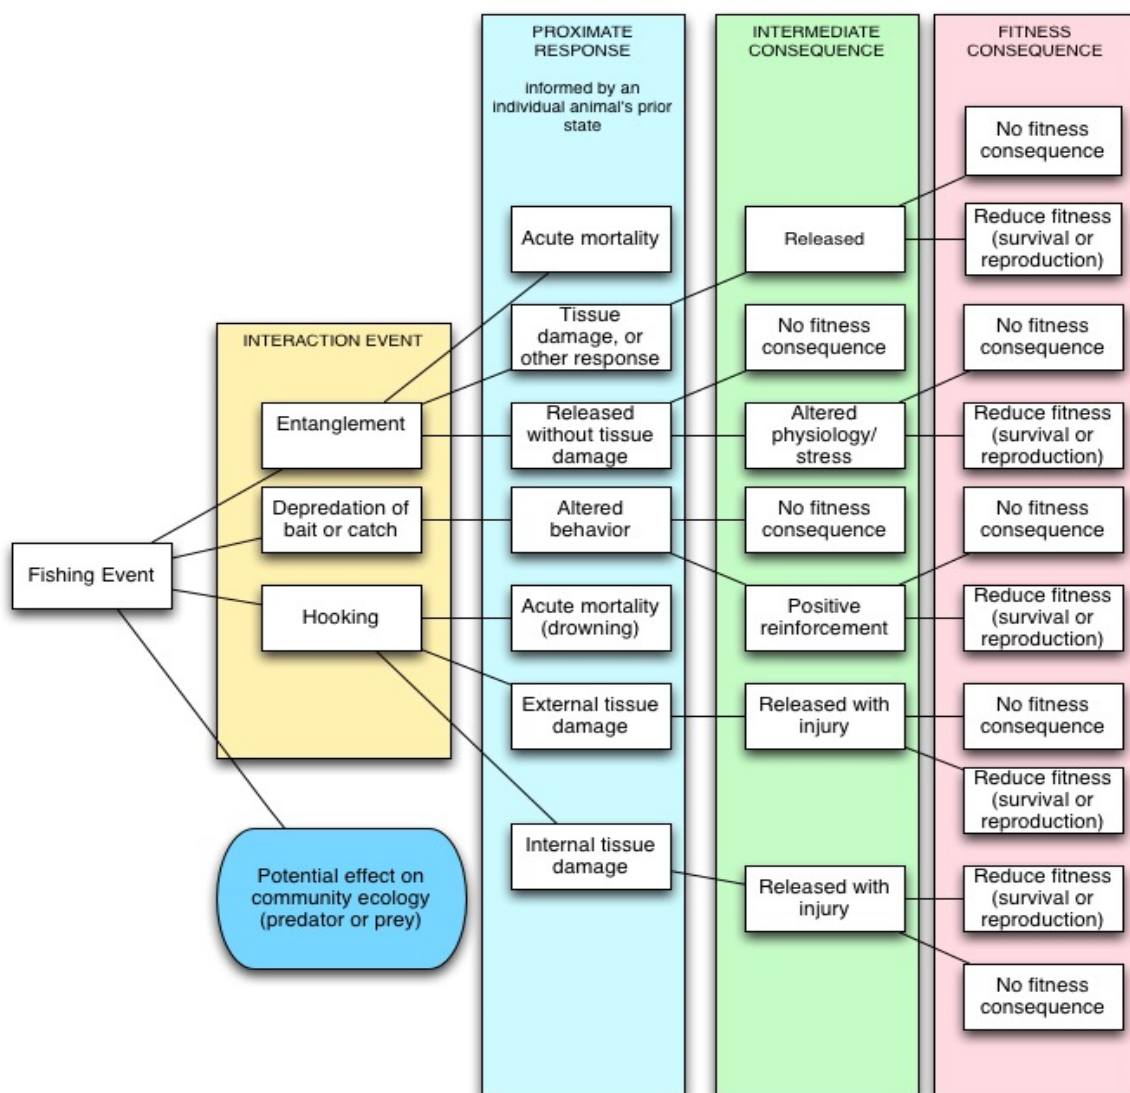 PROXIMATE
RESPONSE
informed by an
individual animal's prior
state
INTERMEDIATE
CONSEQUENCE
FITNESS
CONSEQUENCE
No fitness
consequence
Acute mortality
Released
Reduce fitness
(survival or
reproduction)
INTERACTION EVENT
Tissue
damage, or
other response
No fitness
consequence
No fitness
consequence
Entanglement
Released
without tissue
damage
Altered
physiology/
stress
Reduce fitness
(survival or
reproduction)
Depredation of
bait or catch
Altered
behavior
No fitness
consequence
No fitness
consequence
Fishing Event
Hooking
Acute mortality
(drowning)
Positive
reinforcement
Reduce fitness
(survival or
reproduction)
External tissue
damage
Released with
injury
No fitness
consequence
Reduce fitness
(survival or
reproduction)
Potential effect on
community ecology
(predator or prey)
Internal tissue
damage
Released with
injury
Reduce fitness
(survival or
reproduction)
No fitness
consequence